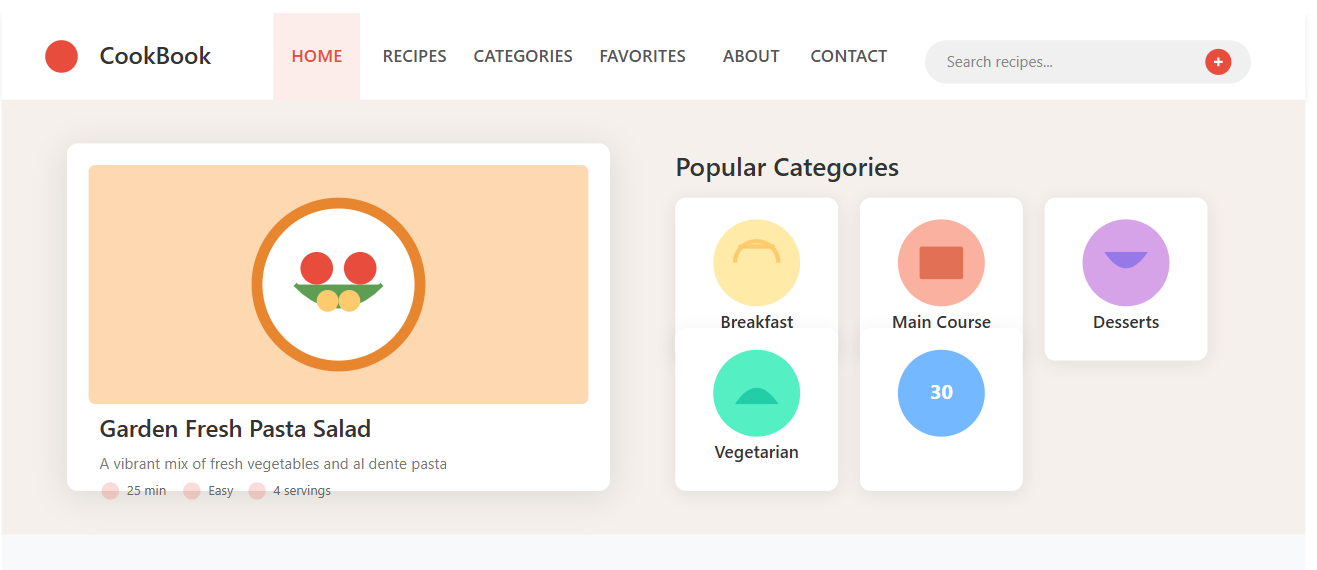 CookBook
HOME RECIPES CATEGORIES FAVORITES ABOUT CONTACT
Search recipes...
+
Garden Fresh Pasta Salad
A vibrant mix of fresh vegetables and al dente pasta
25 min Easy 4 servings
Popular Categories
Breakfast
Main Course
Desserts
Vegetarian
30